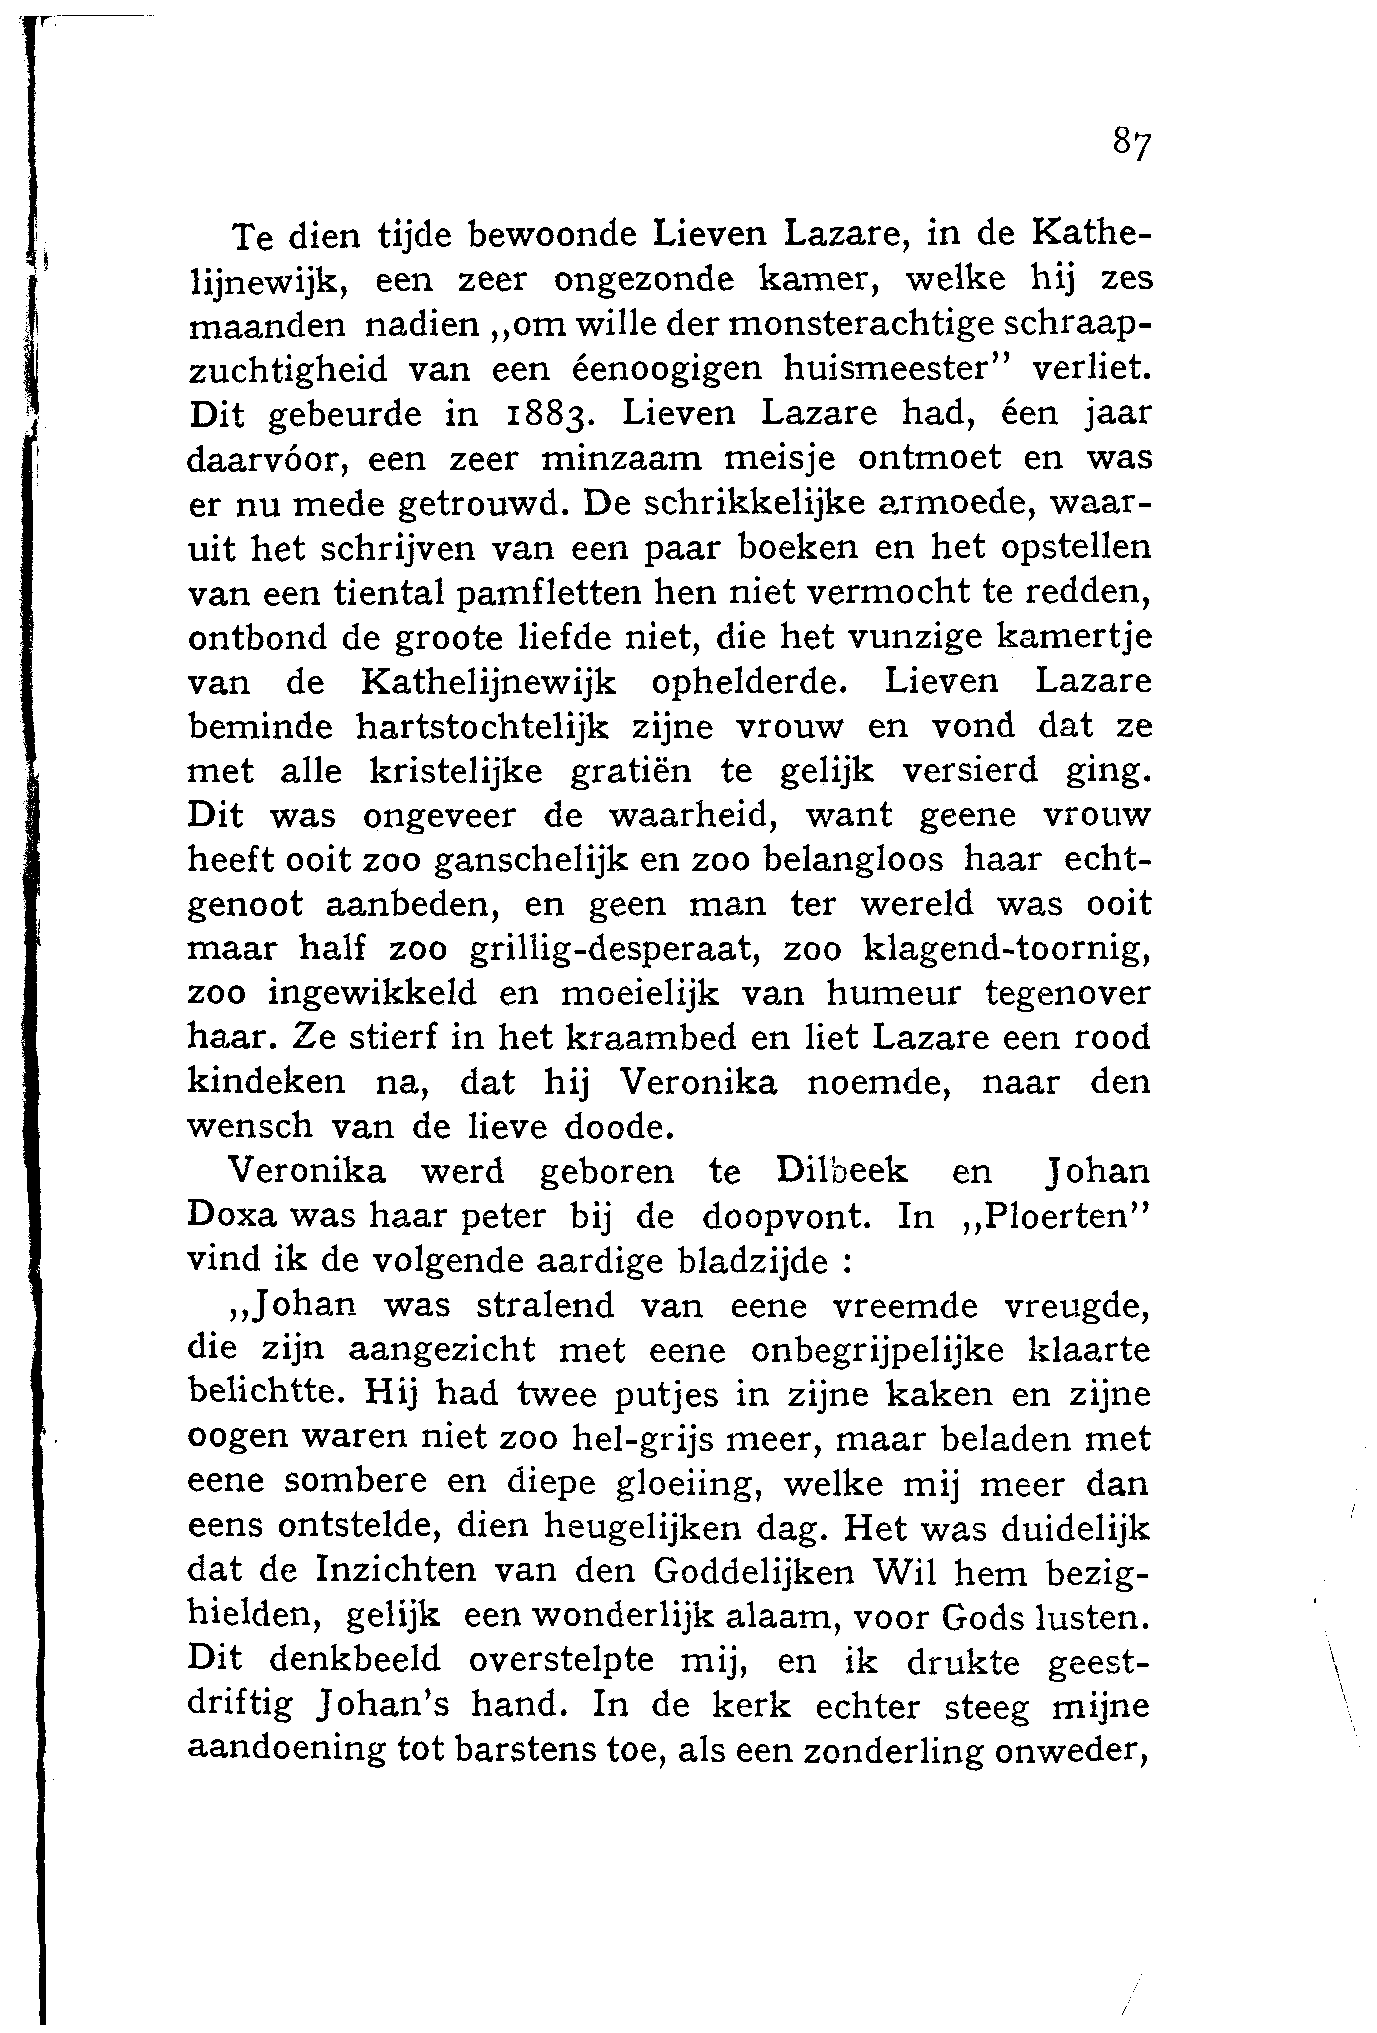 87
Te dien tijde bewoonde Lieven Lazare, in de Kathe-
lijnewijk, een zeer ongezonde kamer, welke hij zes
maanden nadien ,,om wille der monsterachtige schraap-
zuchtigheid van een éenoogigen huismeester’’ verliet.
Dit gebeurde in 1883. Lieven Lazare had, éen jaar
daarvóor, een zeer minzaam meisje ontmoet en was
er nu mede getrouwd. De schrikkelijke armoede, waar-
uit het schrijven van een paar boeken en het opstellen
van een tiental pamfletten hen niet vermocht te redden,
ontbond de groote liefde niet, die het vunzige kamertje
van de Kathelijnewijk ophelderde. Lieven Lazare
beminde hartstochtelijk zijne vrouw en vond dat ze
met alle kristelijke gratiën te gelijk versierd ging.
Dit was ongeveer de waarheid, want geene vrouw
heeft ooit zoo ganschelijk en zoo belangloos haar echt-
genoot aanbeden, en geen man ter wereld was ooit
maar half zoo grillig-desperaat, zoo klagend-toornig,
zoo ingewikkeld en moeielijk van humeur tegenover
haar. Ze stierf in het kraambed en liet Lazare een rood
kindeken na, dat hij Veronika noemde, naar den
wensch van de lieve doode.
Veronika werd geboren te Dilbeek en Johan
Doxa was haar peter bij de doopvont. In ,,Ploerten’’
vind ik de volgende aardige bladzijde :
,,Johan was stralend van eene vreemde vreugde,
die zijn aangezicht met eene onbegrijpelijke klaarte
belichtte. Hij had twee putjes in zijne kaken en zijne
oogen waren niet zoo hel-grijs meer, maar beladen met
eene sombere en diepe gloeiing, welke mij meer dan
eens ontstelde, dien heugelijken dag. Het was duidelijk
dat de Inzichten van den Goddelijken Wil hem bezig-
hielden, gelijk een wonderlijk alaam, voor Gods lusten.
Dit denkbeeld overstelpte mij, en ik drukte geest-
driftig Johan’s hand. In de kerk echter steeg mijne
aandoening tot barstens toe, als een zonderling onweder,